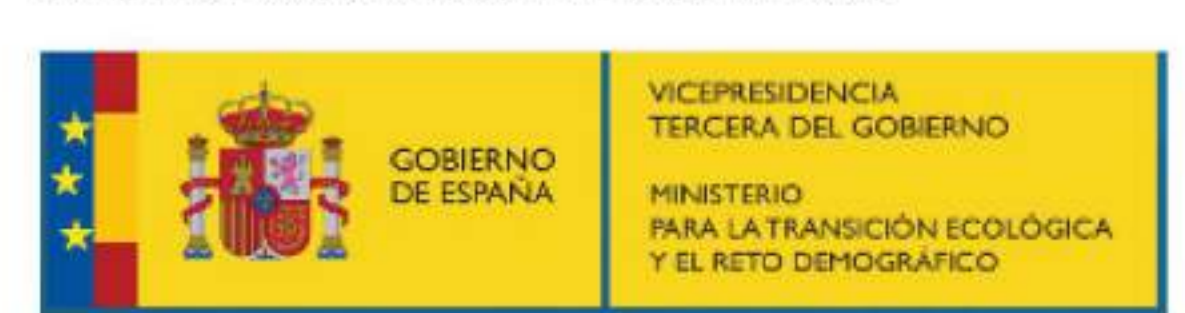 GOBIERNO
DE ESPAÑA
VICEPRESIDENCIA
TERCERA DEL GOBIERNO
MINISTERIO
PARA LA TRANSICIÓN ECOLÓGICA
Y EL RETO DEMOGRÁFICO